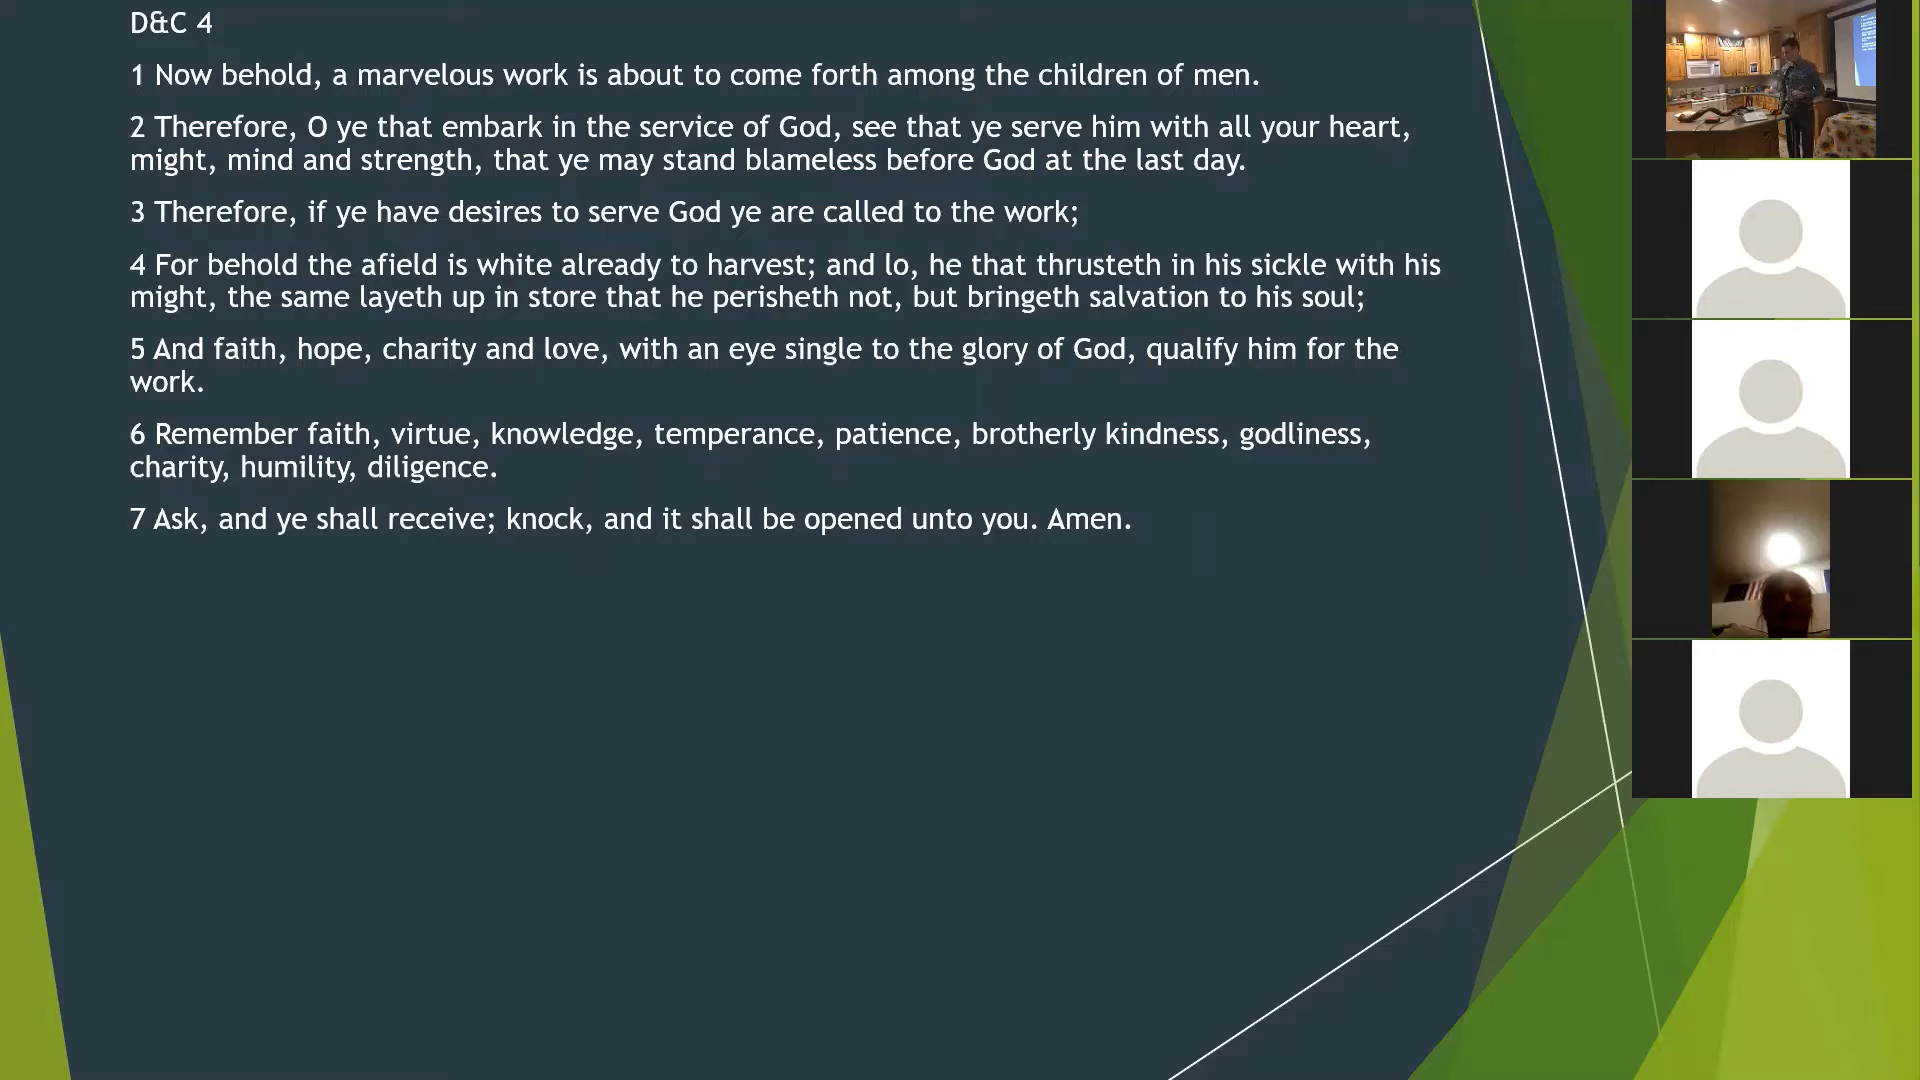 D&C 4
1 Now behold, a marvelous work is about to come forth among the children of men.
2 Therefore, O ye that embark in the service of God, see that ye serve him with all your heart,
might, mind and strength, that ye may stand blameless before God at the last day.
3 Therefore, if ye have desires to serve God ye are called to the work;
4 For behold the afield is white already to harvest; and lo, he that thrusteth in his sickle with his
might, the same layeth up in store that he perisheth not, but bringeth salvation to his soul;
5 And faith, hope, charity and love, with an eye single to the glory of God, qualify him for the
work.
6 Remember faith, virtue, knowledge, temperance, patience, brotherly kindness, godliness,
charity, humility, diligence.
7 Ask, and ye shall receive; knock, and it shall be opened unto you. Amen.